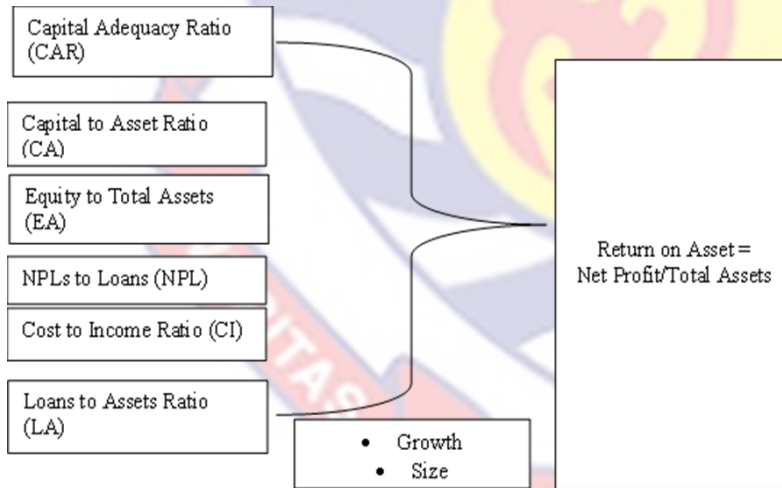 Capital Adequacy Ratio
(CAR)
Capital to Asset Ratio
(CA)
Equity to Total Assets
(EA)
NPLs to Loans (NPL)
Cost to Income Ratio (CI)
Loans to Assets Ratio
(LA)
Return on Asset =
Net Profit/Total Assets
• Growth
• Size